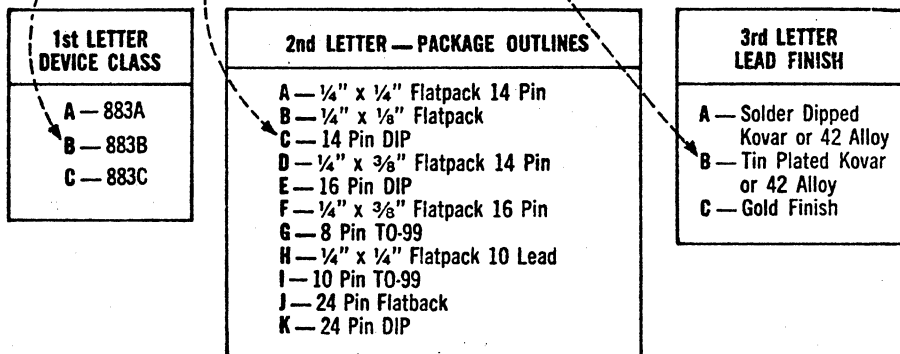 1st LETTER
DEVICE CLASS
A — 883A
B — 883B
C — 883C
2nd LETTER — PACKAGE OUTLINES
A — ¼" x ¼" Flatpack 14 Pin
B — ¼" x ⅛" Flatpack
C — 14 Pin DIP
D — ¼" x ⅜" Flatpack 14 Pin
E — 16 Pin DIP
F — ¼" x ⅜" Flatpack 16 Pin
G — 8 Pin TO-99
H — ¼" x ¼" Flatpack 10 Lead
I — 10 Pin TO-99
J — 24 Pin Flatback
K — 24 Pin DIP
3rd LETTER
LEAD FINISH
A — Solder Dipped
Kovar or 42 Alloy
B — Tin Plated Kovar
or 42 Alloy
C — Gold Finish